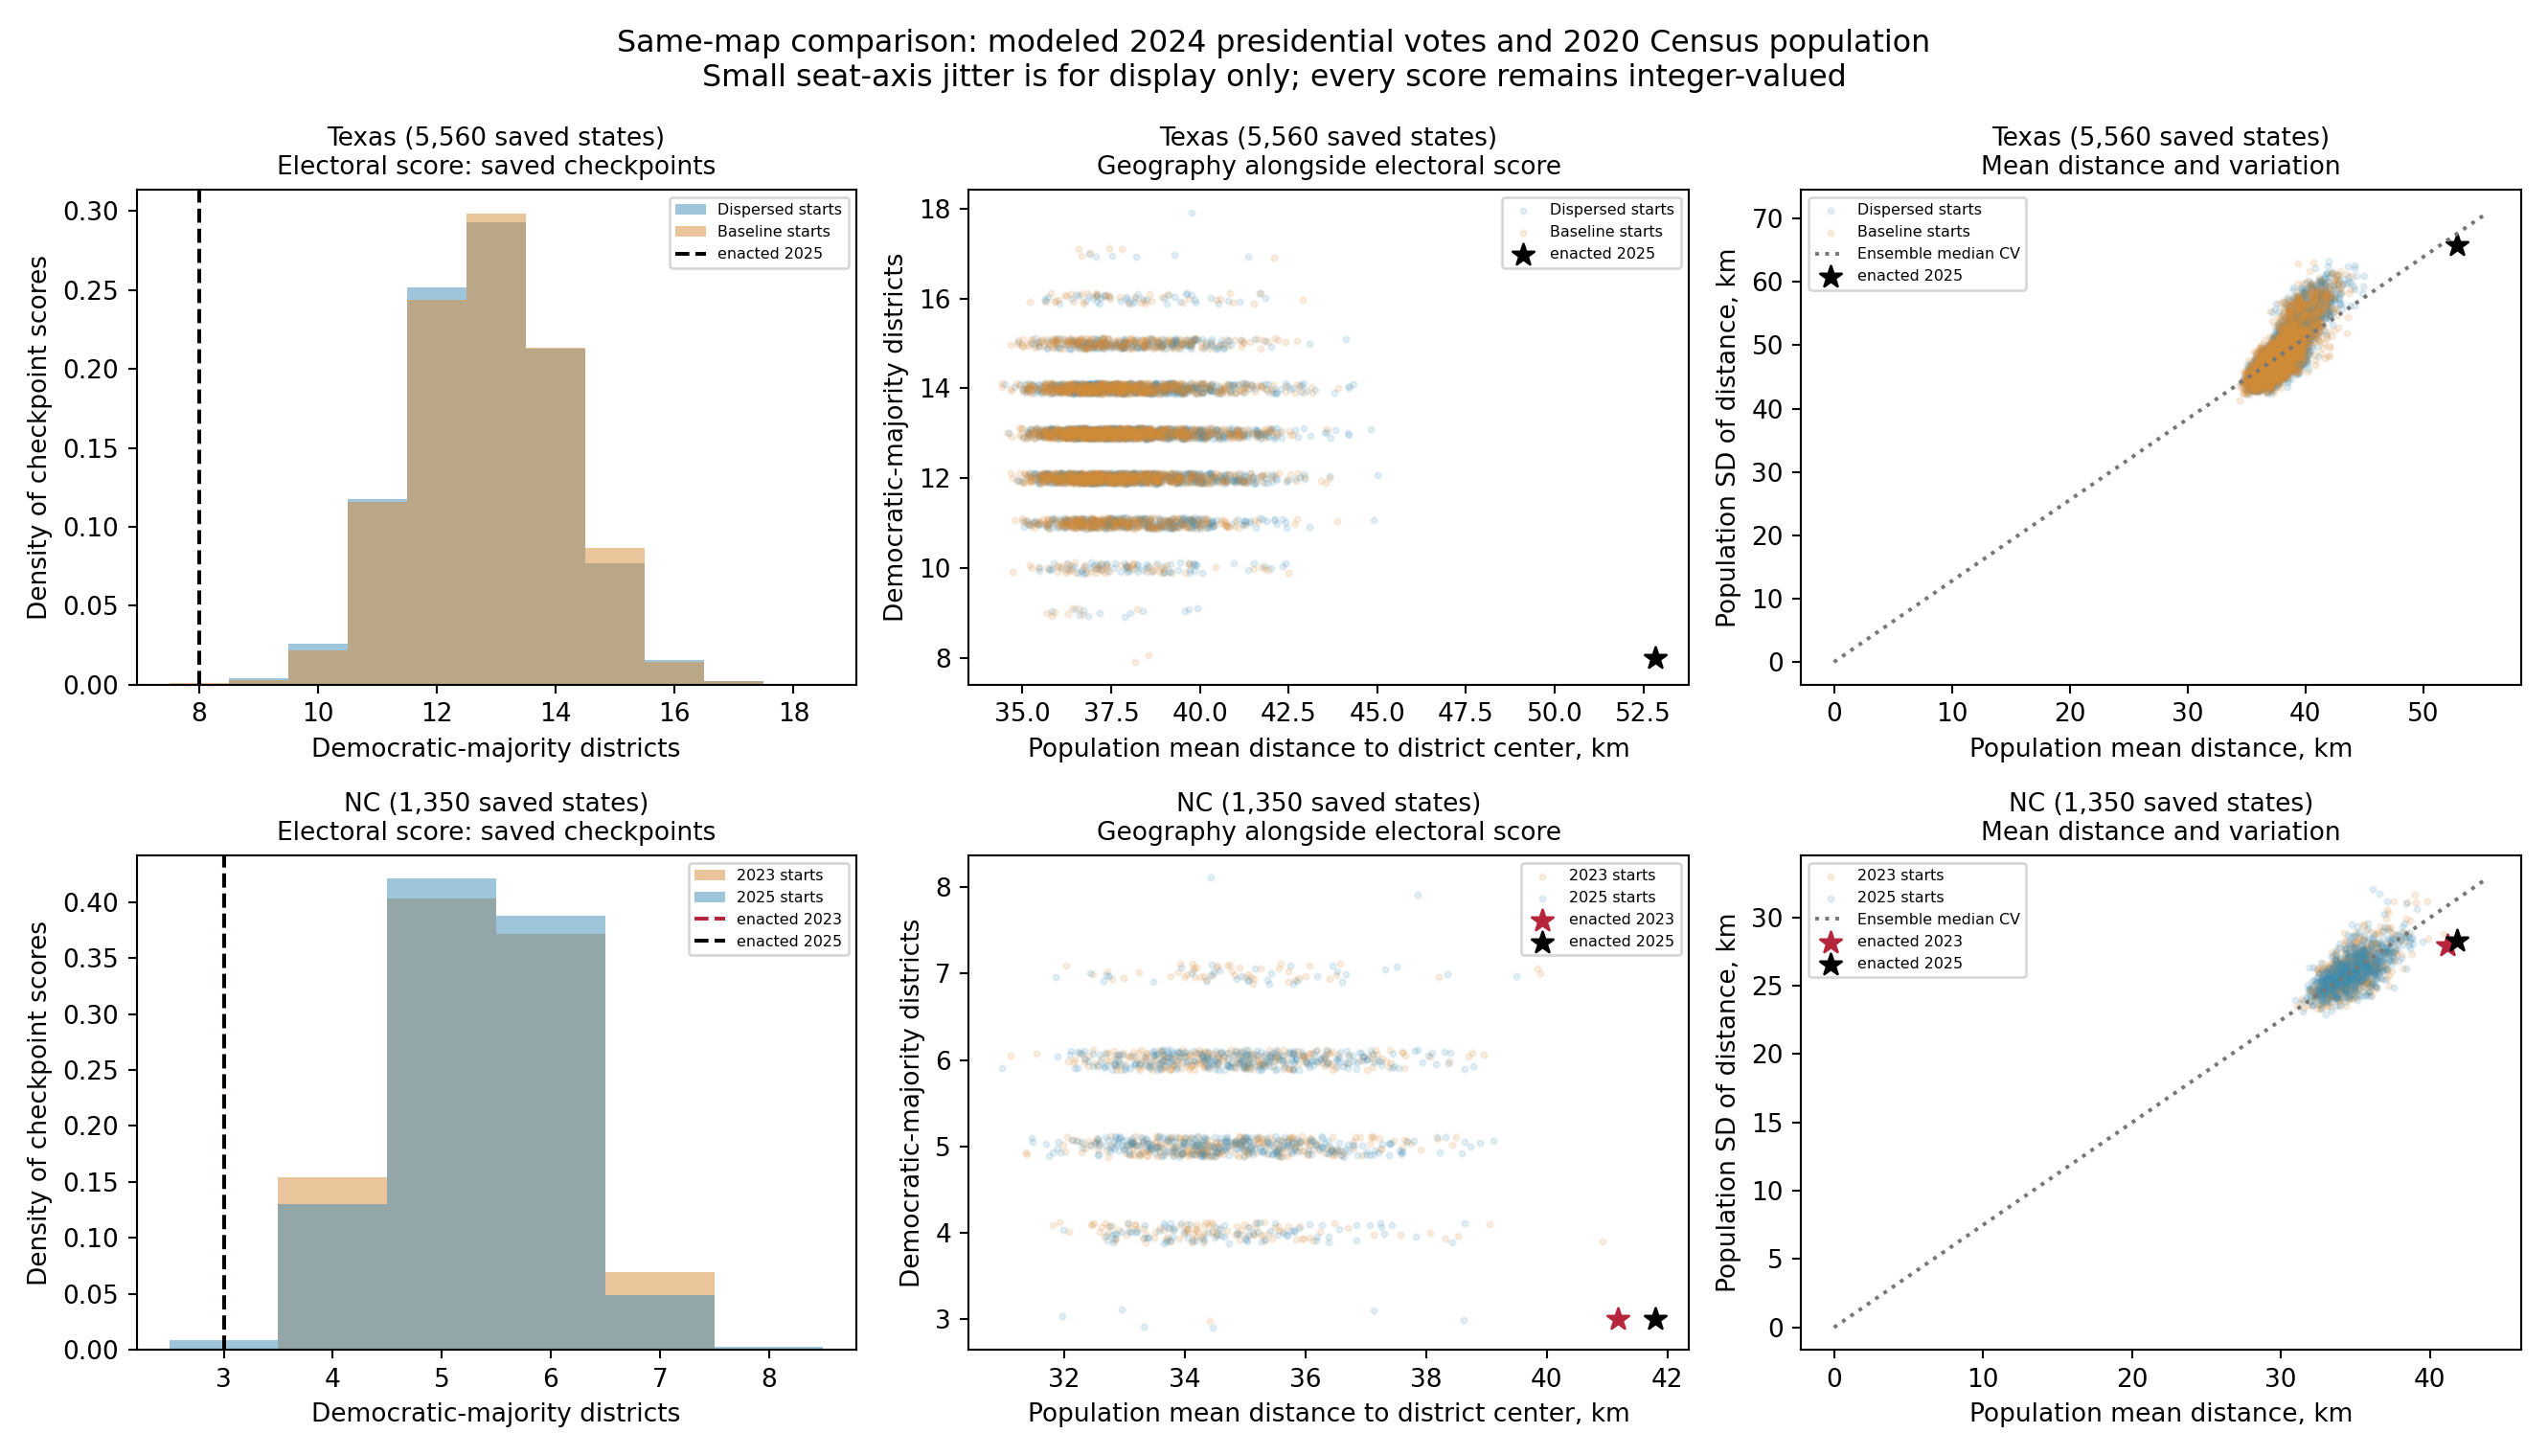 Same-map comparison: modeled 2024 presidential votes and 2020 Census population
Small seat-axis jitter is for display only; every score remains integer-valued
Texas (5,560 saved states)
Electoral score: saved checkpoints
Density of checkpoint scores
0.30
0.25
0.20
0.15
0.10
0.05
0.00
Dispersed starts
Baseline starts
enacted 2025
8 10 12 14 16 18
Democratic-majority districts
Texas (5,560 saved states)
Geography alongside electoral score
Democratic-majority districts
18
16
14
12
10
8
Dispersed starts
Baseline starts
enacted 2025
35.0 37.5 40.0 42.5 45.0 47.5 50.0 52.5
Population mean distance to district center, km
Texas (5,560 saved states)
Mean distance and variation
Population SD of distance, km
70
60
50
40
30
20
10
0
Dispersed starts
Baseline starts
Ensemble median CV
enacted 2025
0 10 20 30 40 50
Population mean distance, km
NC (1,350 saved states)
Electoral score: saved checkpoints
Density of checkpoint scores
0.40
0.35
0.30
0.25
0.20
0.15
0.10
0.05
0.00
2023 starts
2025 starts
enacted 2023
enacted 2025
3 4 5 6 7 8
Democratic-majority districts
NC (1,350 saved states)
Geography alongside electoral score
Democratic-majority districts
8
7
6
5
4
3
2023 starts
2025 starts
enacted 2023
enacted 2025
32 34 36 38 40 42
Population mean distance to district center, km
NC (1,350 saved states)
Mean distance and variation
Population SD of distance, km
30
25
20
15
10
5
0
2023 starts
2025 starts
Ensemble median CV
enacted 2023
enacted 2025
0 10 20 30 40
Population mean distance, km